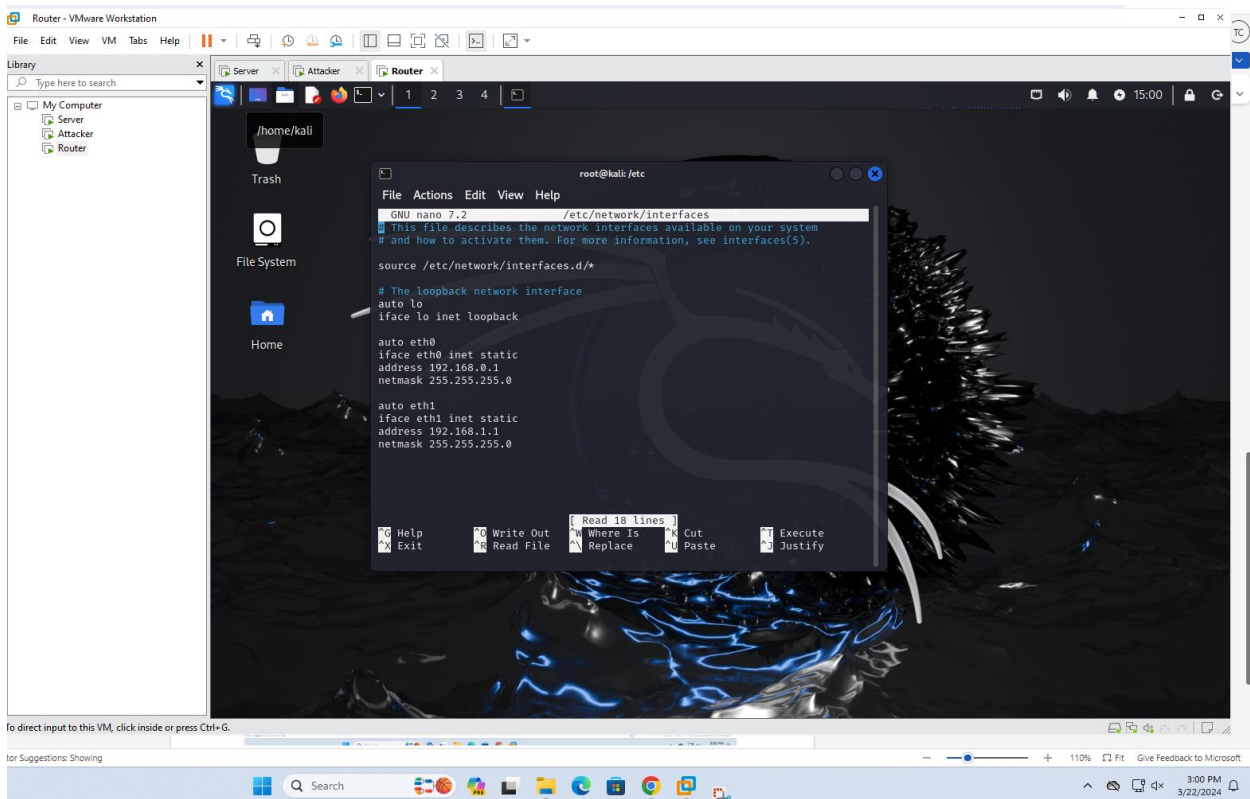 Router - VMware Workstation
TC
File Edit View VM Tabs Help
Library
Server
Attacker
Router
Type here to search
My Computer
Server
Attacker
Router
1 2 3 4
15:00
/home/kali
Trash
File System
Home
root@kali: /etc
File Actions Edit View Help
GNU nano 7.2 /etc/network/interfaces
# This file describes the network interfaces available on your system
# and how to activate them. For more information, see interfaces(5).
source /etc/network/interfaces.d/*
# The loopback network interface
auto lo
iface lo inet loopback
auto eth0
iface eth0 inet static
address 192.168.0.1
netmask 255.255.255.0
auto eth1
iface eth1 inet static
address 192.168.1.1
netmask 255.255.255.0
[ Read 18 lines ]
^G Help ^O Write Out ^W Where Is ^K Cut ^T Execute
^X Exit ^R Read File ^\ Replace ^U Paste ^J Justify
To direct input to this VM, click inside or press Ctrl+G.
tor Suggestions: Showing
110% Fit Give Feedback to Microsoft
Search
3:00 PM
3/22/2024